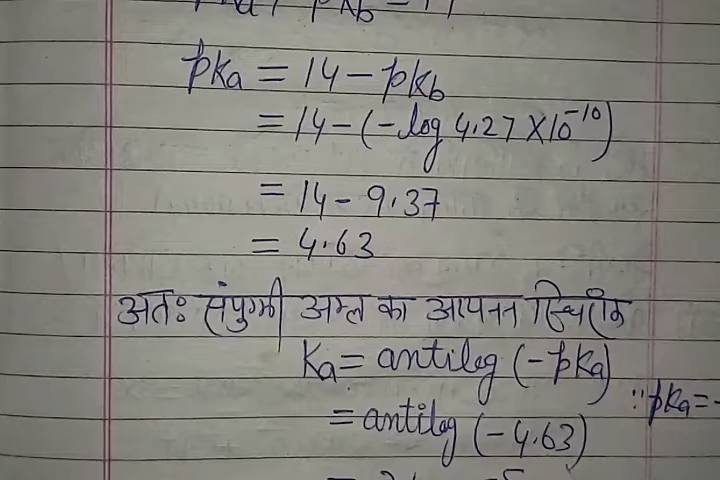 pKa = 14 - pKb
= 14 - (-log 4.27 × 10⁻¹⁰)
= 14 - 9.37
= 4.63
अतः संयुग्मी अम्ल का आयनन स्थिरांक
Ka = antilog (-pKa)
∵ pKa = -
= antilog (-4.63)